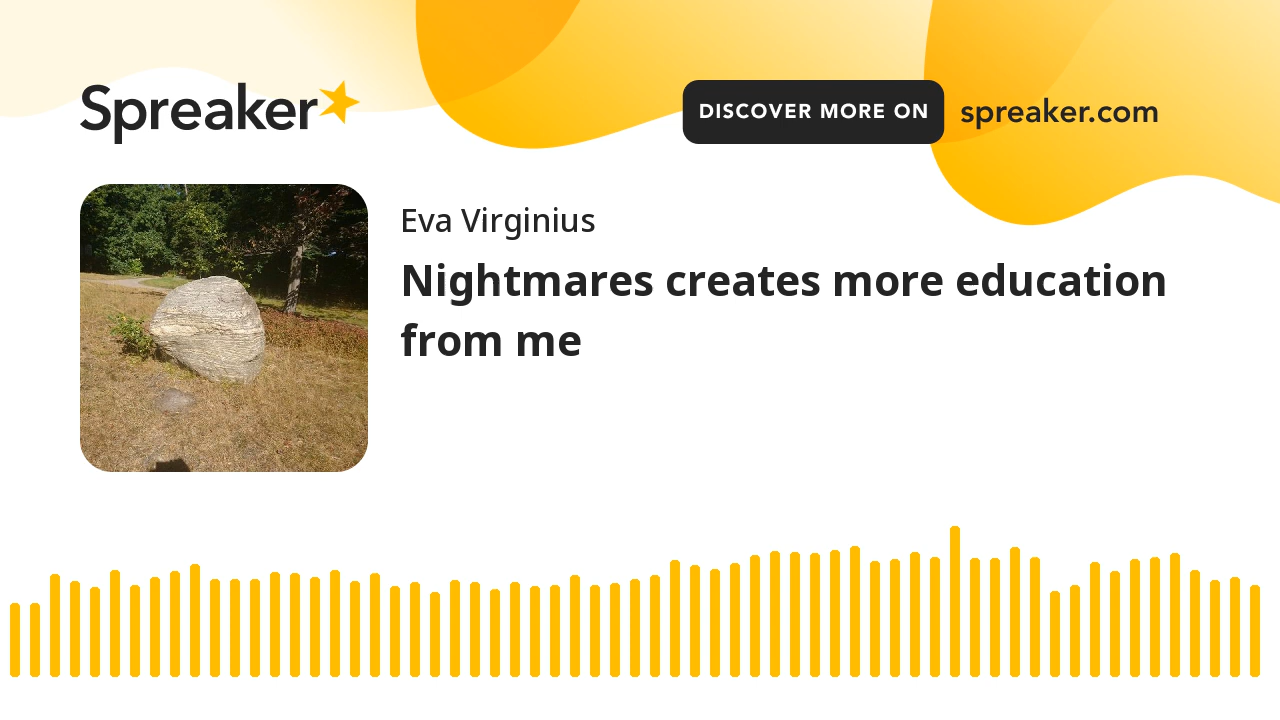 Spreaker
DISCOVER MORE ON
spreaker.com
Eva Virginius
Nightmares creates more education
from me